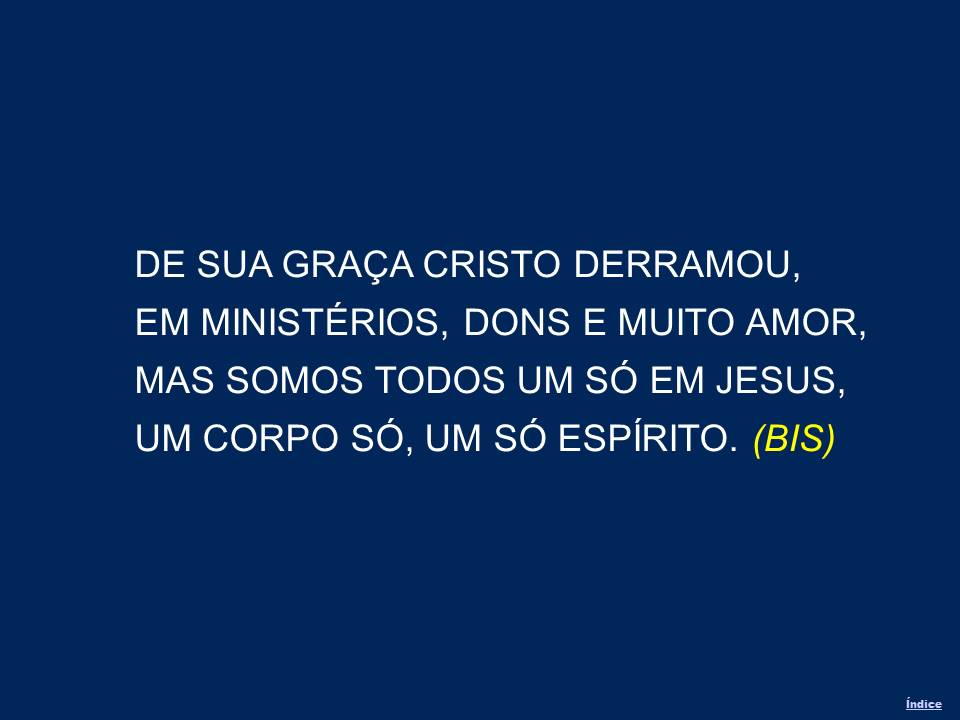 DE SUA GRAÇA CRISTO DERRAMOU,
EM MINISTÉRIOS, DONS E MUITO AMOR,
MAS SOMOS TODOS UM SÓ EM JESUS,
UM CORPO SÓ, UM SÓ ESPÍRITO. (BIS)
Índice